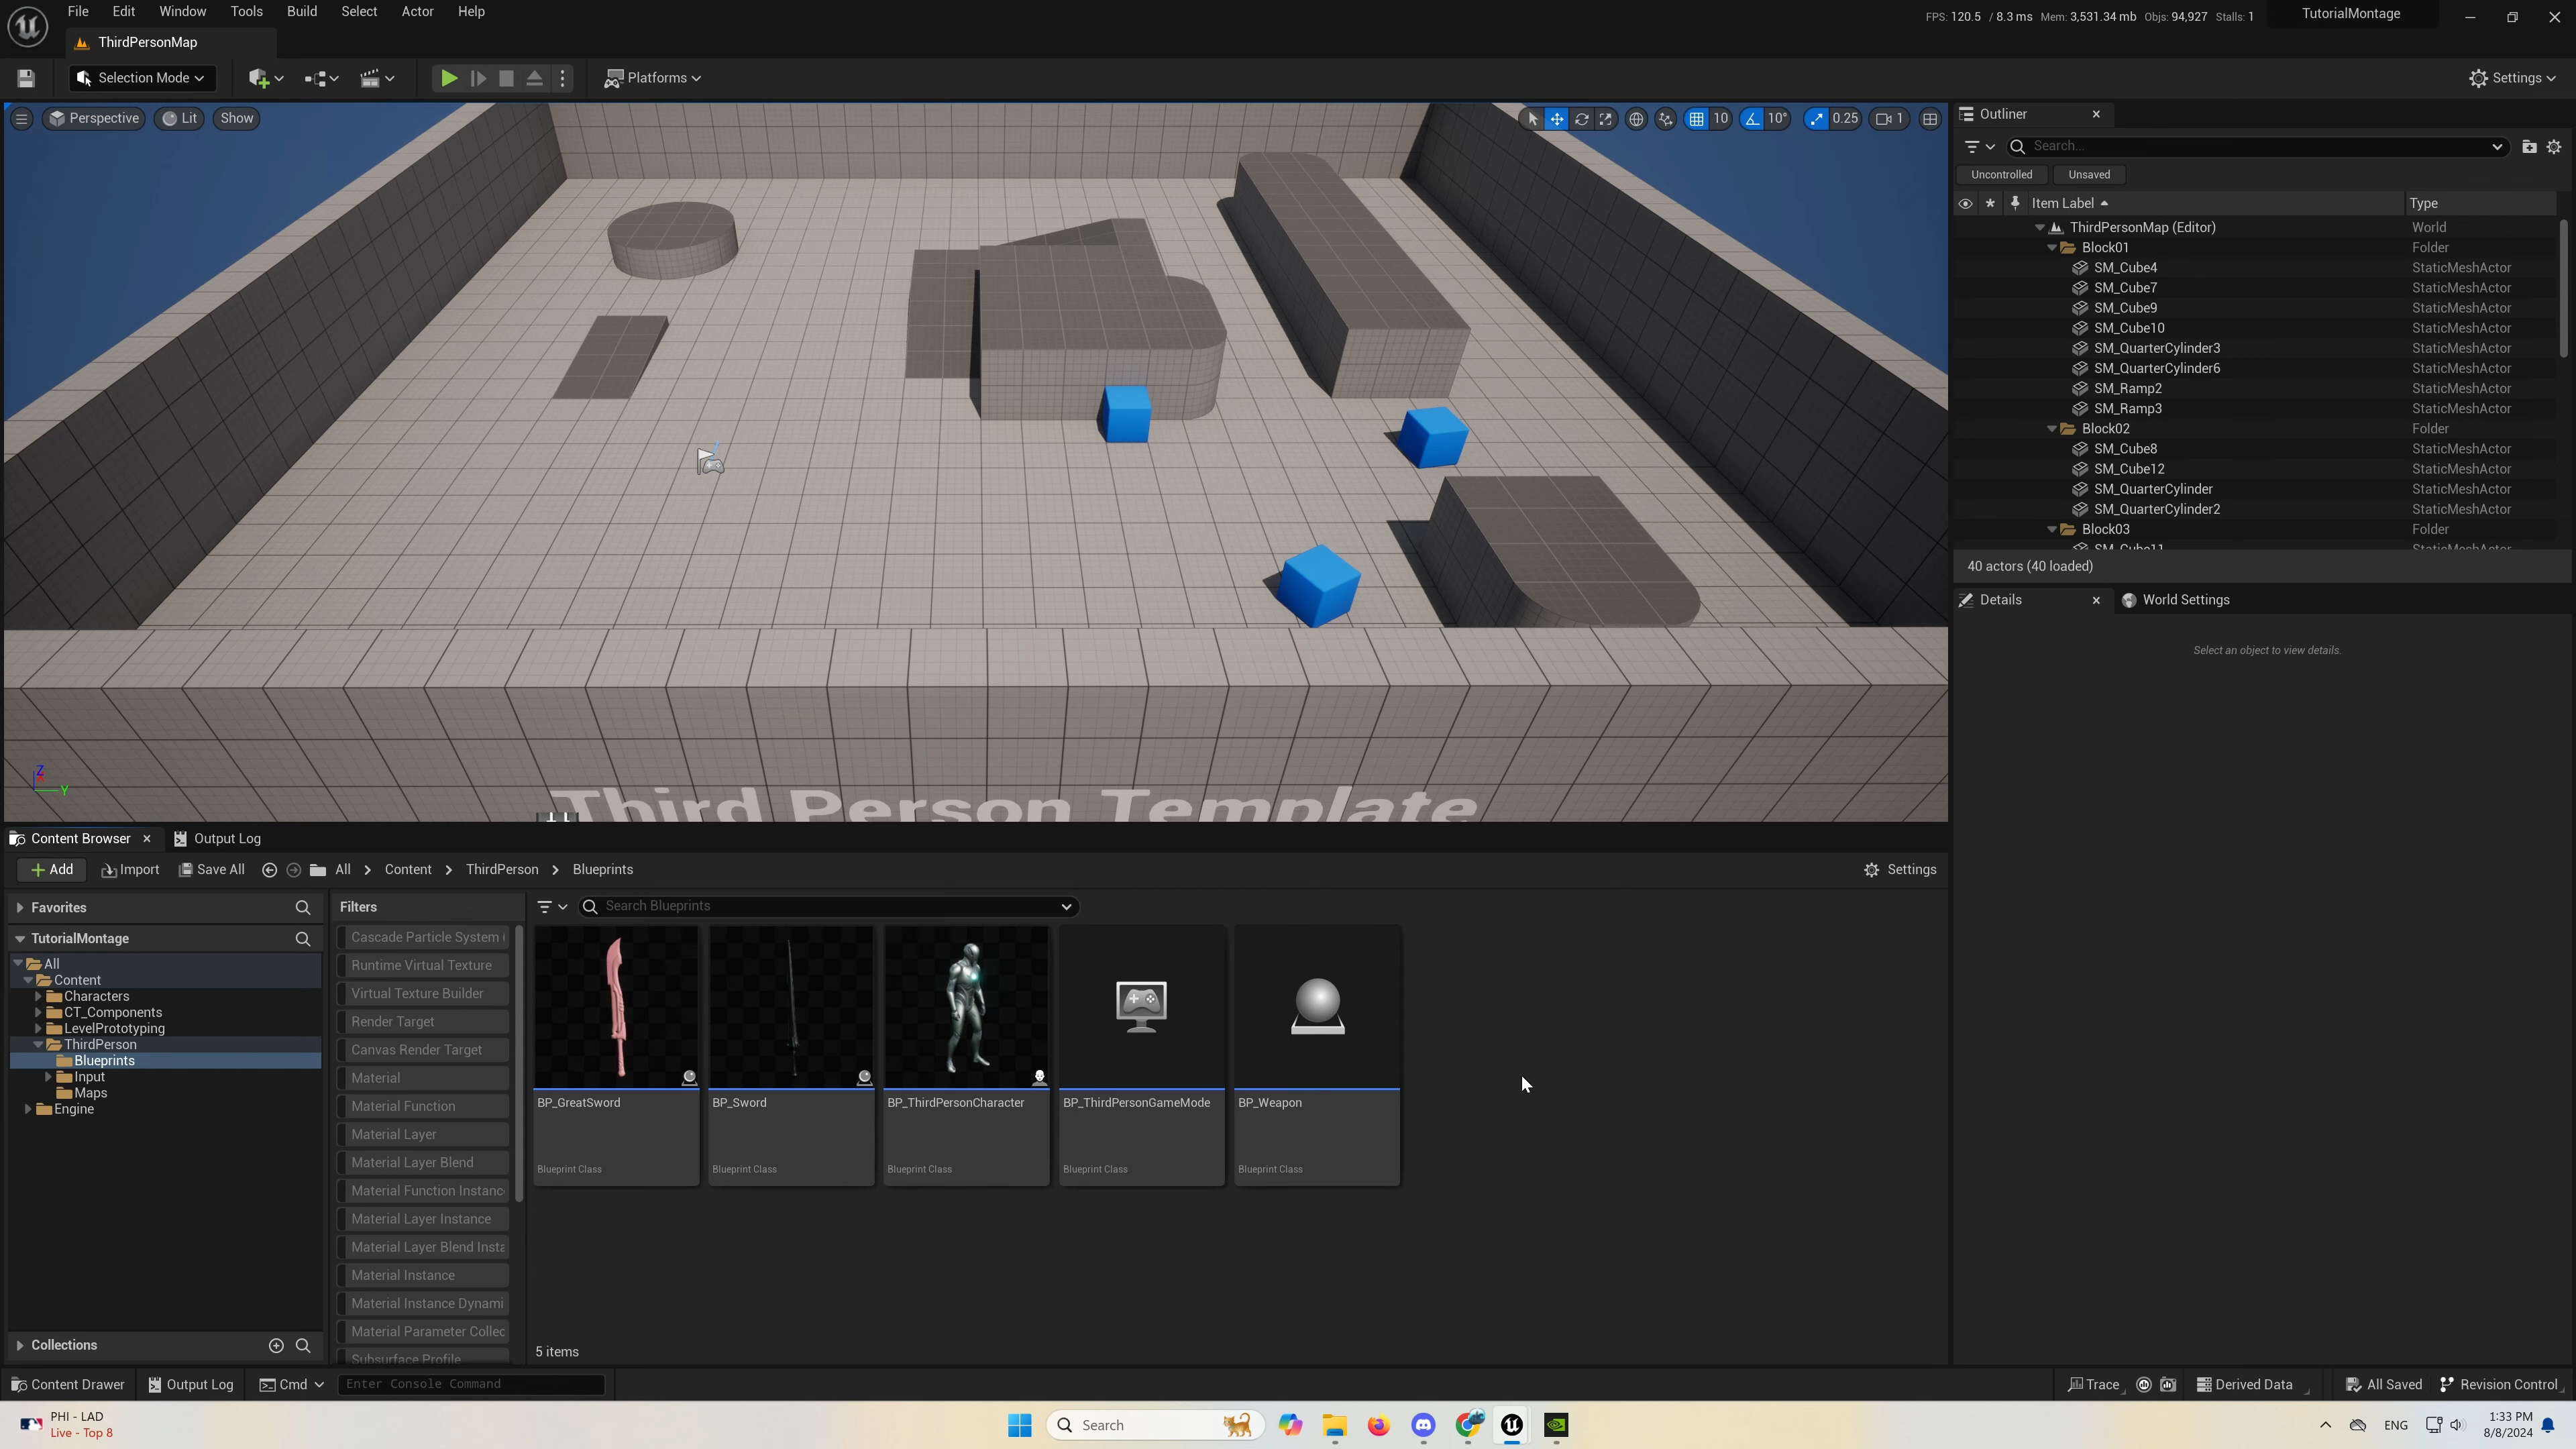 File Edit Window Tools Build Select Actor Help
FPS: 120.5 / 8.3 ms Mem: 3,531.34 mb Objs: 94,927 Stalls: 1
TutorialMontage
ThirdPersonMap
Selection Mode
Platforms
Settings
Perspective Lit Show
10 10° 0.25 1
Third Person Template
Z
Y
Outliner
Search...
Uncontrolled Unsaved
Item Label Type
ThirdPersonMap (Editor) World
Block01 Folder
SM_Cube4 StaticMeshActor
SM_Cube7 StaticMeshActor
SM_Cube9 StaticMeshActor
SM_Cube10 StaticMeshActor
SM_QuarterCylinder3 StaticMeshActor
SM_QuarterCylinder6 StaticMeshActor
SM_Ramp2 StaticMeshActor
SM_Ramp3 StaticMeshActor
Block02 Folder
SM_Cube8 StaticMeshActor
SM_Cube12 StaticMeshActor
SM_QuarterCylinder StaticMeshActor
SM_QuarterCylinder2 StaticMeshActor
Block03 Folder
SM_Cube11 StaticMeshActor
40 actors (40 loaded)
Details World Settings
Select an object to view details.
Content Browser Output Log
Add Import Save All All Content ThirdPerson Blueprints Settings
Favorites
TutorialMontage
All
Content
Characters
CT_Components
LevelPrototyping
ThirdPerson
Blueprints
Input
Maps
Engine
Collections
Filters
Cascade Particle System
Runtime Virtual Texture
Virtual Texture Builder
Render Target
Canvas Render Target
Material
Material Function
Material Layer
Material Layer Blend
Material Function Instanc
Material Layer Instance
Material Layer Blend Insta
Material Instance
Material Instance Dynami
Material Parameter Collec
Subsurface Profile
Search Blueprints
BP_GreatSword
Blueprint Class
BP_Sword
Blueprint Class
BP_ThirdPersonCharacter
Blueprint Class
BP_ThirdPersonGameMode
Blueprint Class
BP_Weapon
Blueprint Class
5 items
Content Drawer Output Log Cmd Enter Console Command
Trace Derived Data All Saved Revision Control
PHI - LAD
Live - Top 8
Search
ENG
1:33 PM
8/8/2024